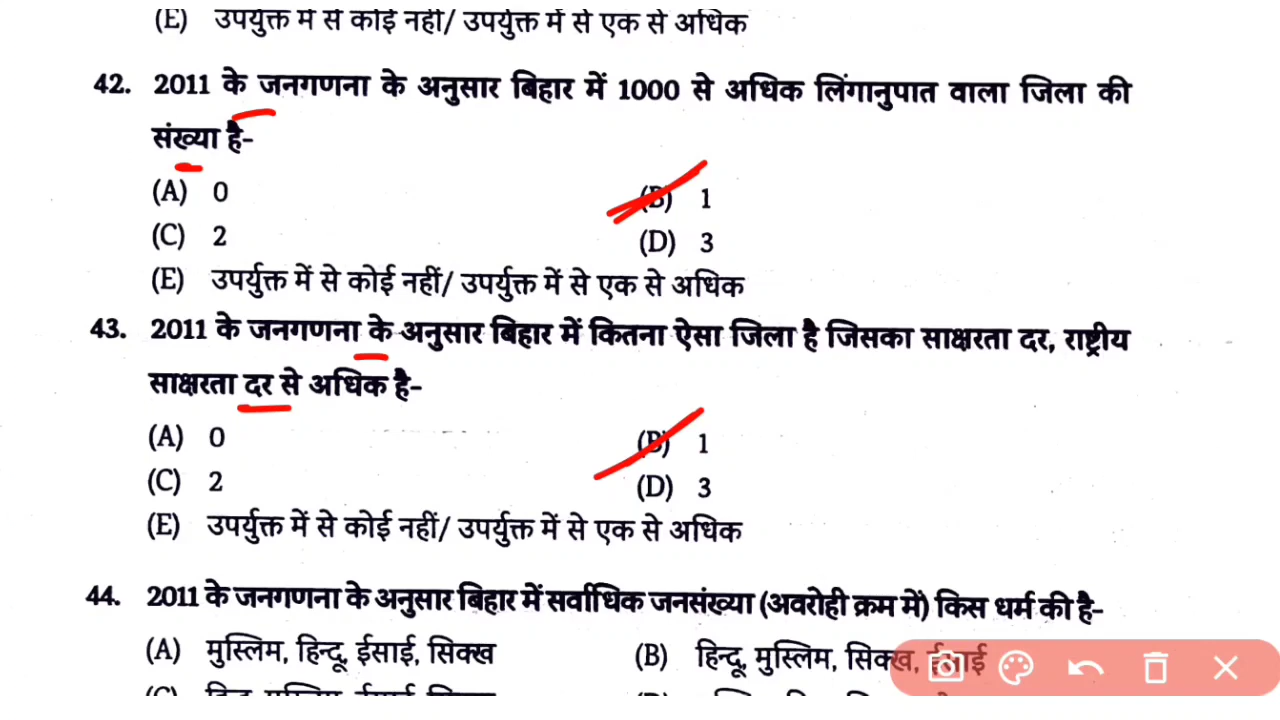 (E) उपर्युक्त में से कोई नहीं/ उपर्युक्त में से एक से अधिक
42. 2011 के जनगणना के अनुसार बिहार में 1000 से अधिक लिंगानुपात वाला जिला की
संख्या है-
(A) 0 (B) 1
(C) 2 (D) 3
(E) उपर्युक्त में से कोई नहीं/ उपर्युक्त में से एक से अधिक
43. 2011 के जनगणना के अनुसार बिहार में कितना ऐसा जिला है जिसका साक्षरता दर, राष्ट्रीय
साक्षरता दर से अधिक है-
(A) 0 (B) 1
(C) 2 (D) 3
(E) उपर्युक्त में से कोई नहीं/ उपर्युक्त में से एक से अधिक
44. 2011 के जनगणना के अनुसार बिहार में सर्वाधिक जनसंख्या (अवरोही क्रम में) किस धर्म की है-
(A) मुस्लिम, हिन्दू, ईसाई, सिक्ख (B) हिन्दू, मुस्लिम, सिक्ख, ईसाई